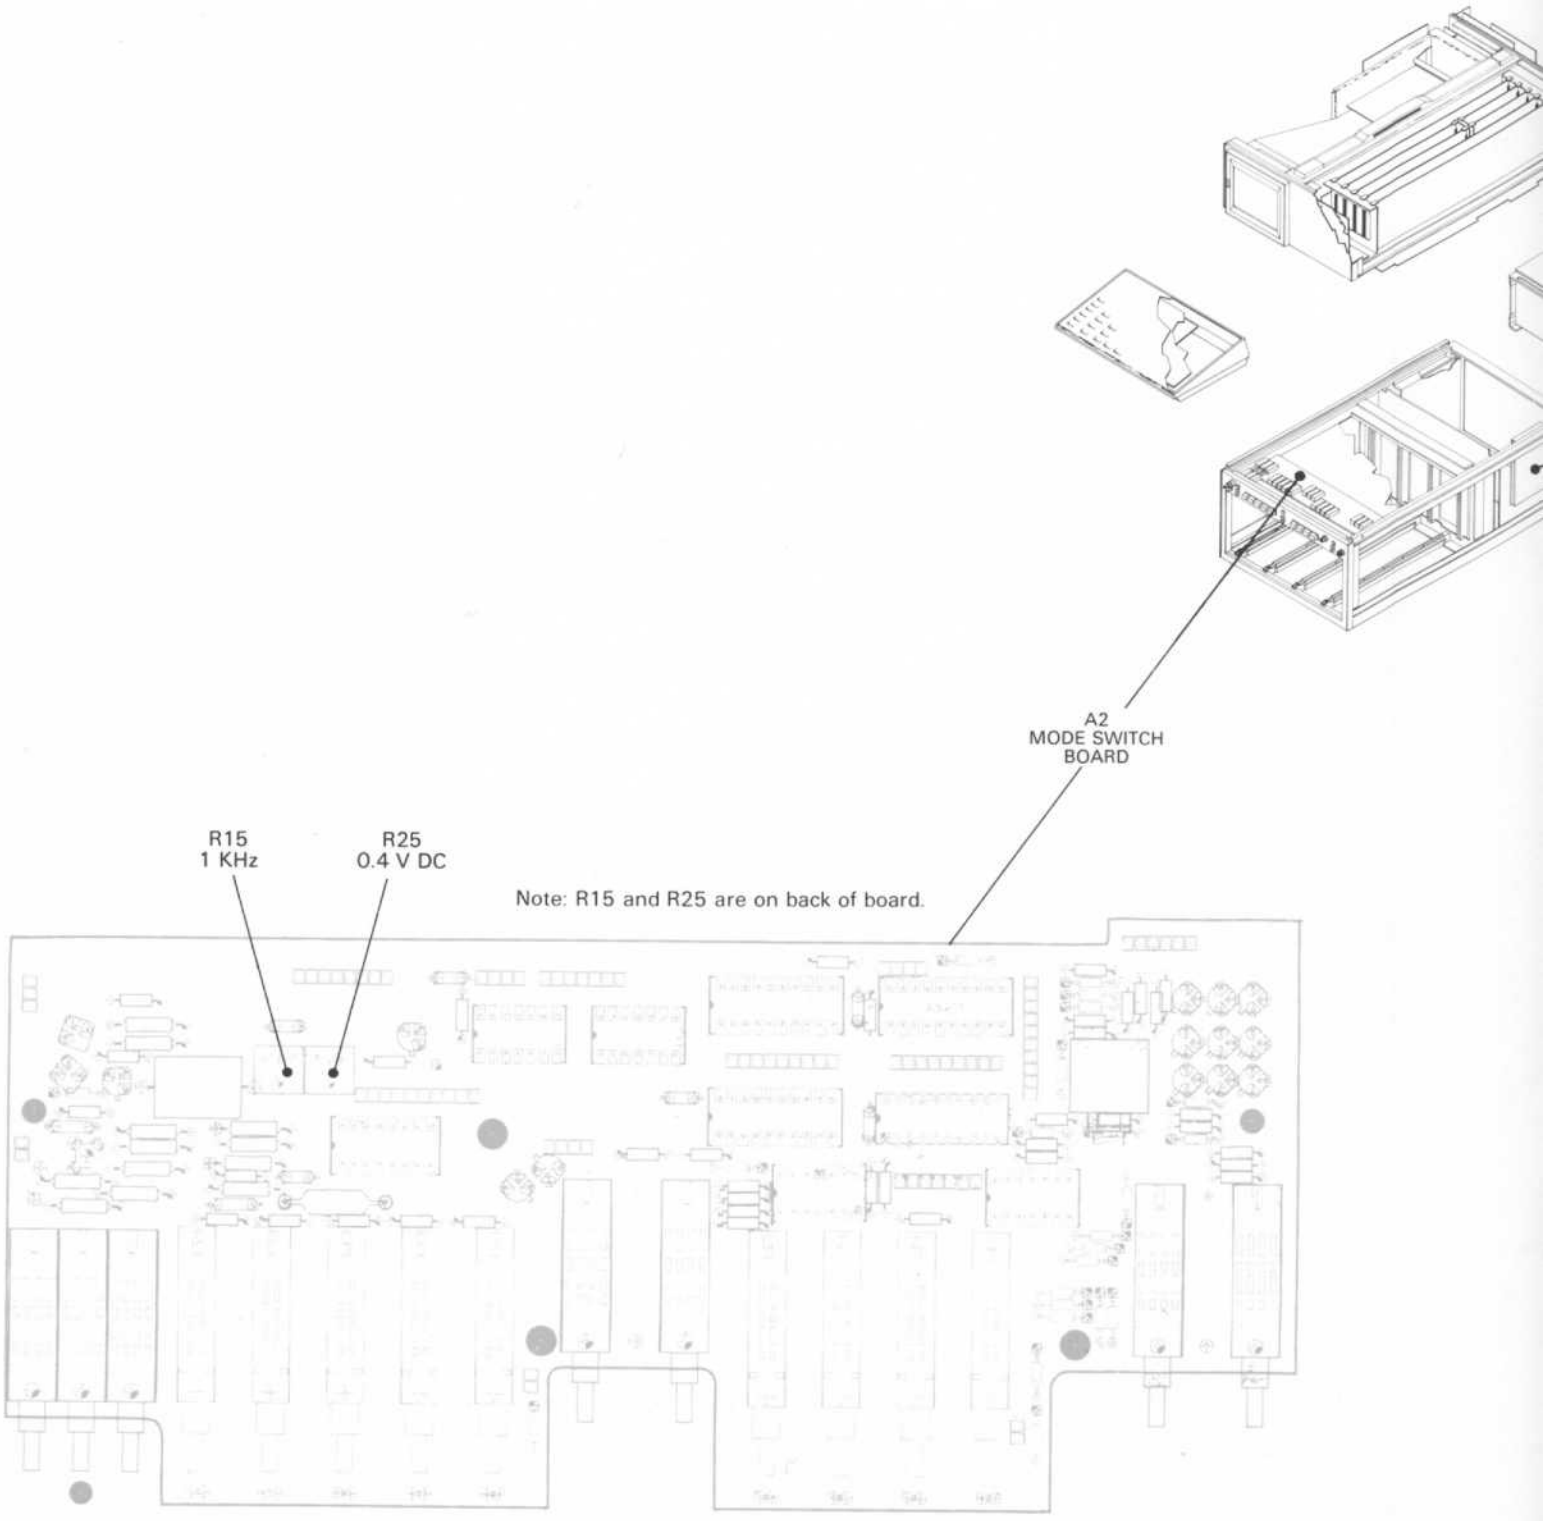 A2
MODE SWITCH
BOARD
R15
1 KHz
R25
0.4 V DC
Note: R15 and R25 are on back of board.